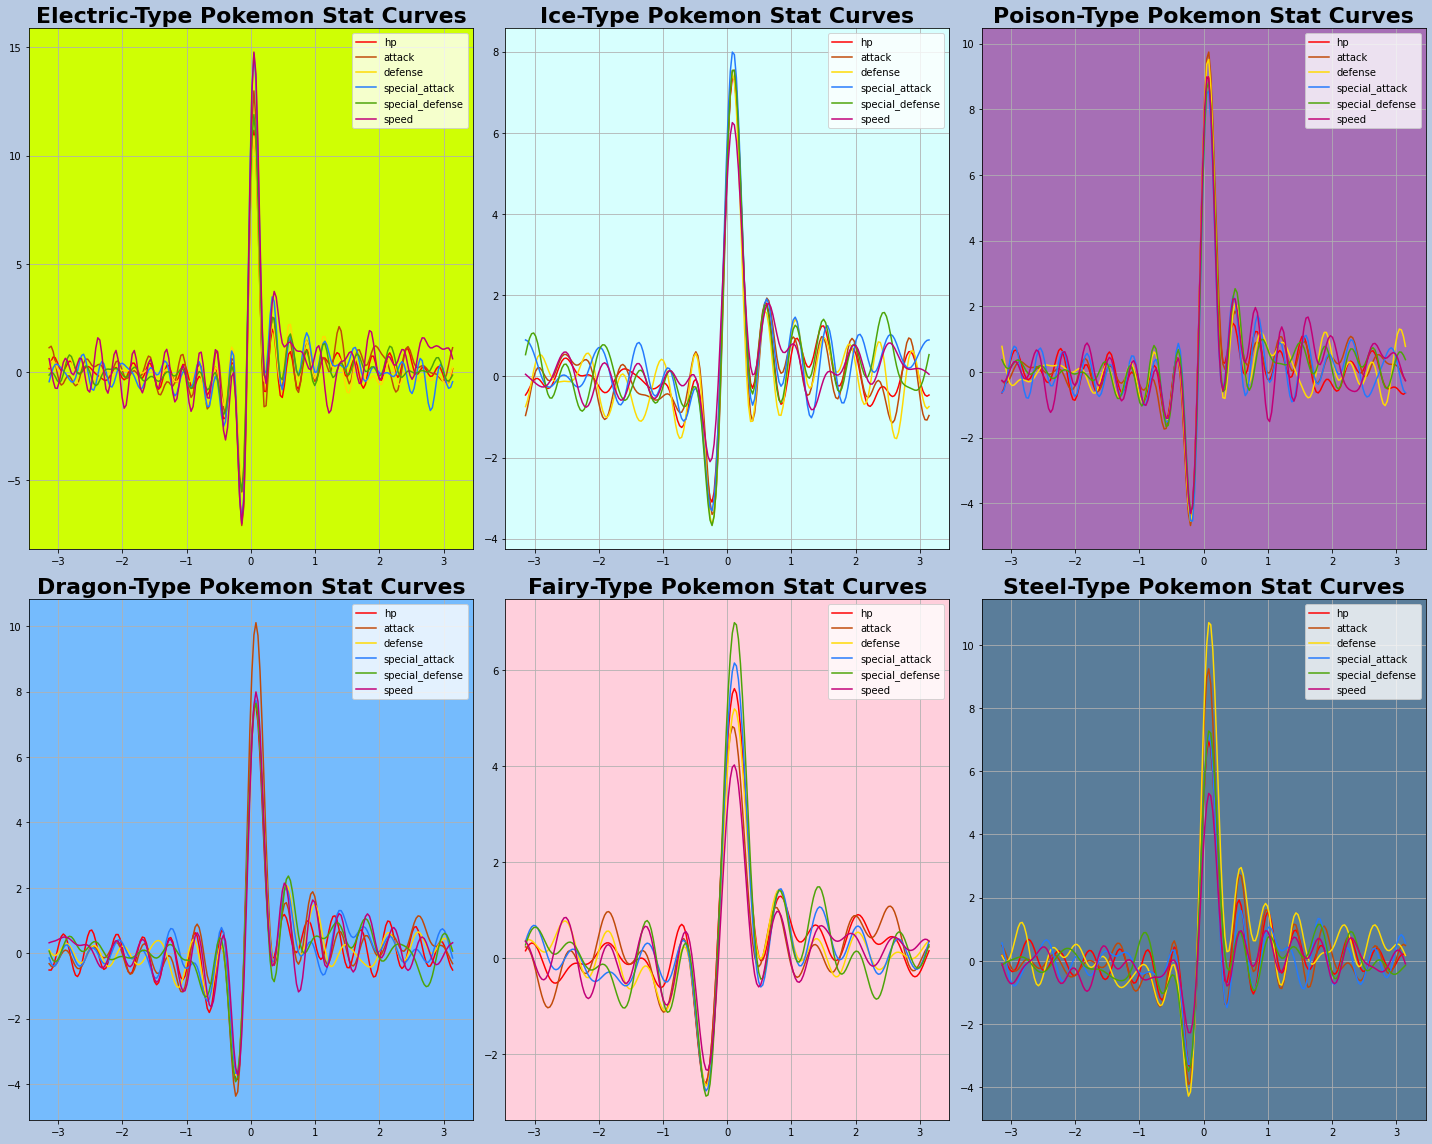 Electric-Type Pokemon Stat Curves
15
10
5
0
−5
−3
−2
−1
0
1
2
3
hp
attack
defense
special_attack
special_defense
speed
Ice-Type Pokemon Stat Curves
8
6
4
2
0
−2
−4
−3
−2
−1
0
1
2
3
hp
attack
defense
special_attack
special_defense
speed
Poison-Type Pokemon Stat Curves
10
8
6
4
2
0
−2
−4
−3
−2
−1
0
1
2
3
hp
attack
defense
special_attack
special_defense
speed
Dragon-Type Pokemon Stat Curves
10
8
6
4
2
0
−2
−4
−3
−2
−1
0
1
2
3
hp
attack
defense
special_attack
special_defense
speed
Fairy-Type Pokemon Stat Curves
6
4
2
0
−2
−3
−2
−1
0
1
2
3
hp
attack
defense
special_attack
special_defense
speed
Steel-Type Pokemon Stat Curves
10
8
6
4
2
0
−2
−4
−3
−2
−1
0
1
2
3
hp
attack
defense
special_attack
special_defense
speed